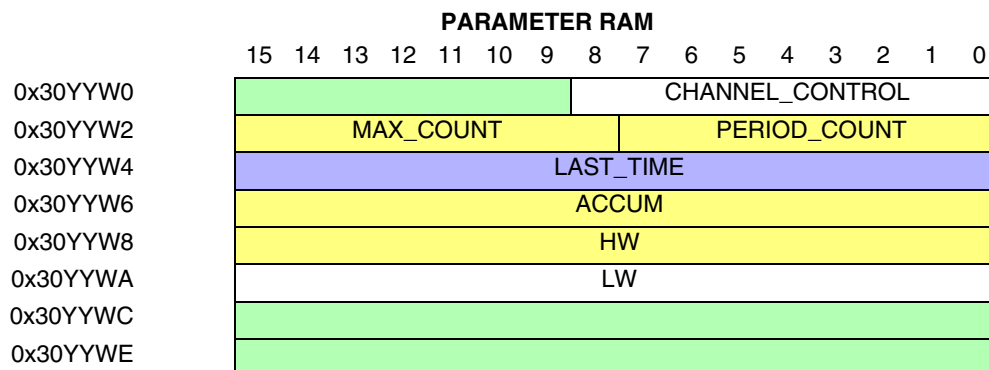 PARAMETER RAM
15 14 13 12 11 10 9 8 7 6 5 4 3 2 1 0
0x30YYW0 CHANNEL_CONTROL
0x30YYW2 MAX_COUNT PERIOD_COUNT
0x30YYW4 LAST_TIME
0x30YYW6 ACCUM
0x30YYW8 HW
0x30YYWA LW
0x30YYWC
0x30YYWE